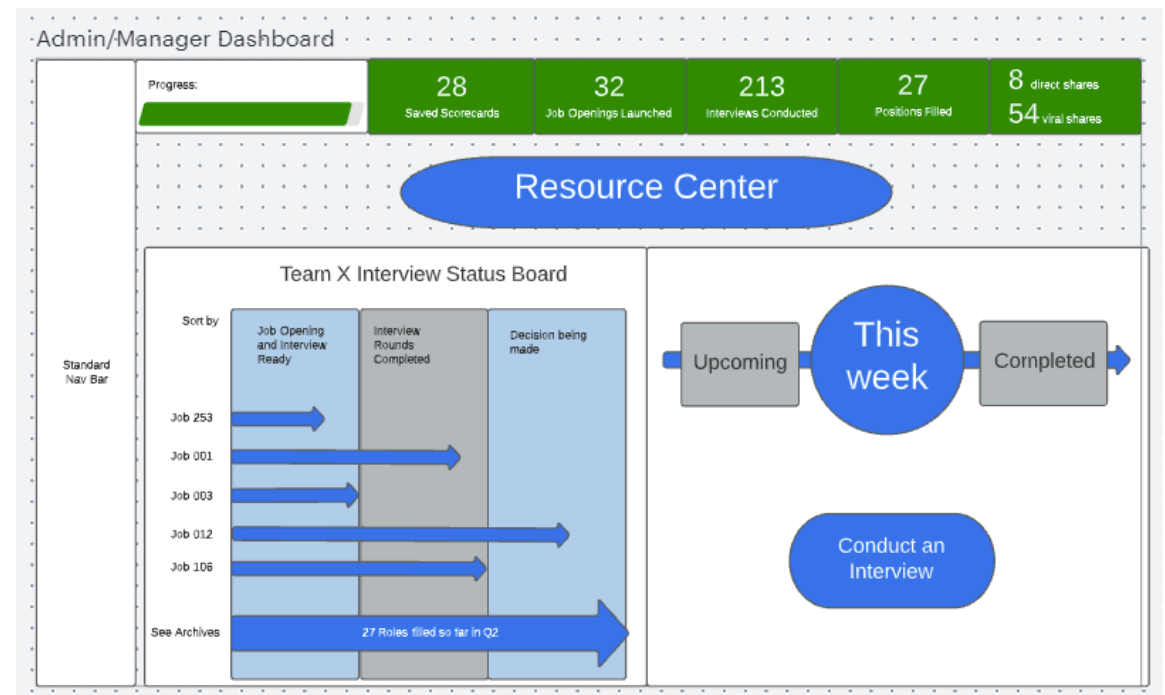 Admin/Manager Dashboard
Progress:
28
Saved Scorecards
32
Job Openings Launched
213
Interviews Conducted
27
Positions Filled
8 direct shares
54 viral shares
Resource Center
Standard
Nav Bar
Team X Interview Status Board
Sort by
Job Opening
and Interview
Ready
Interview
Rounds
Completed
Decision being
made
Job 253
Job 001
Job 003
Job 012
Job 106
See Archives
27 Roles filled so far in Q2
Upcoming
This
week
Completed
Conduct an
Interview